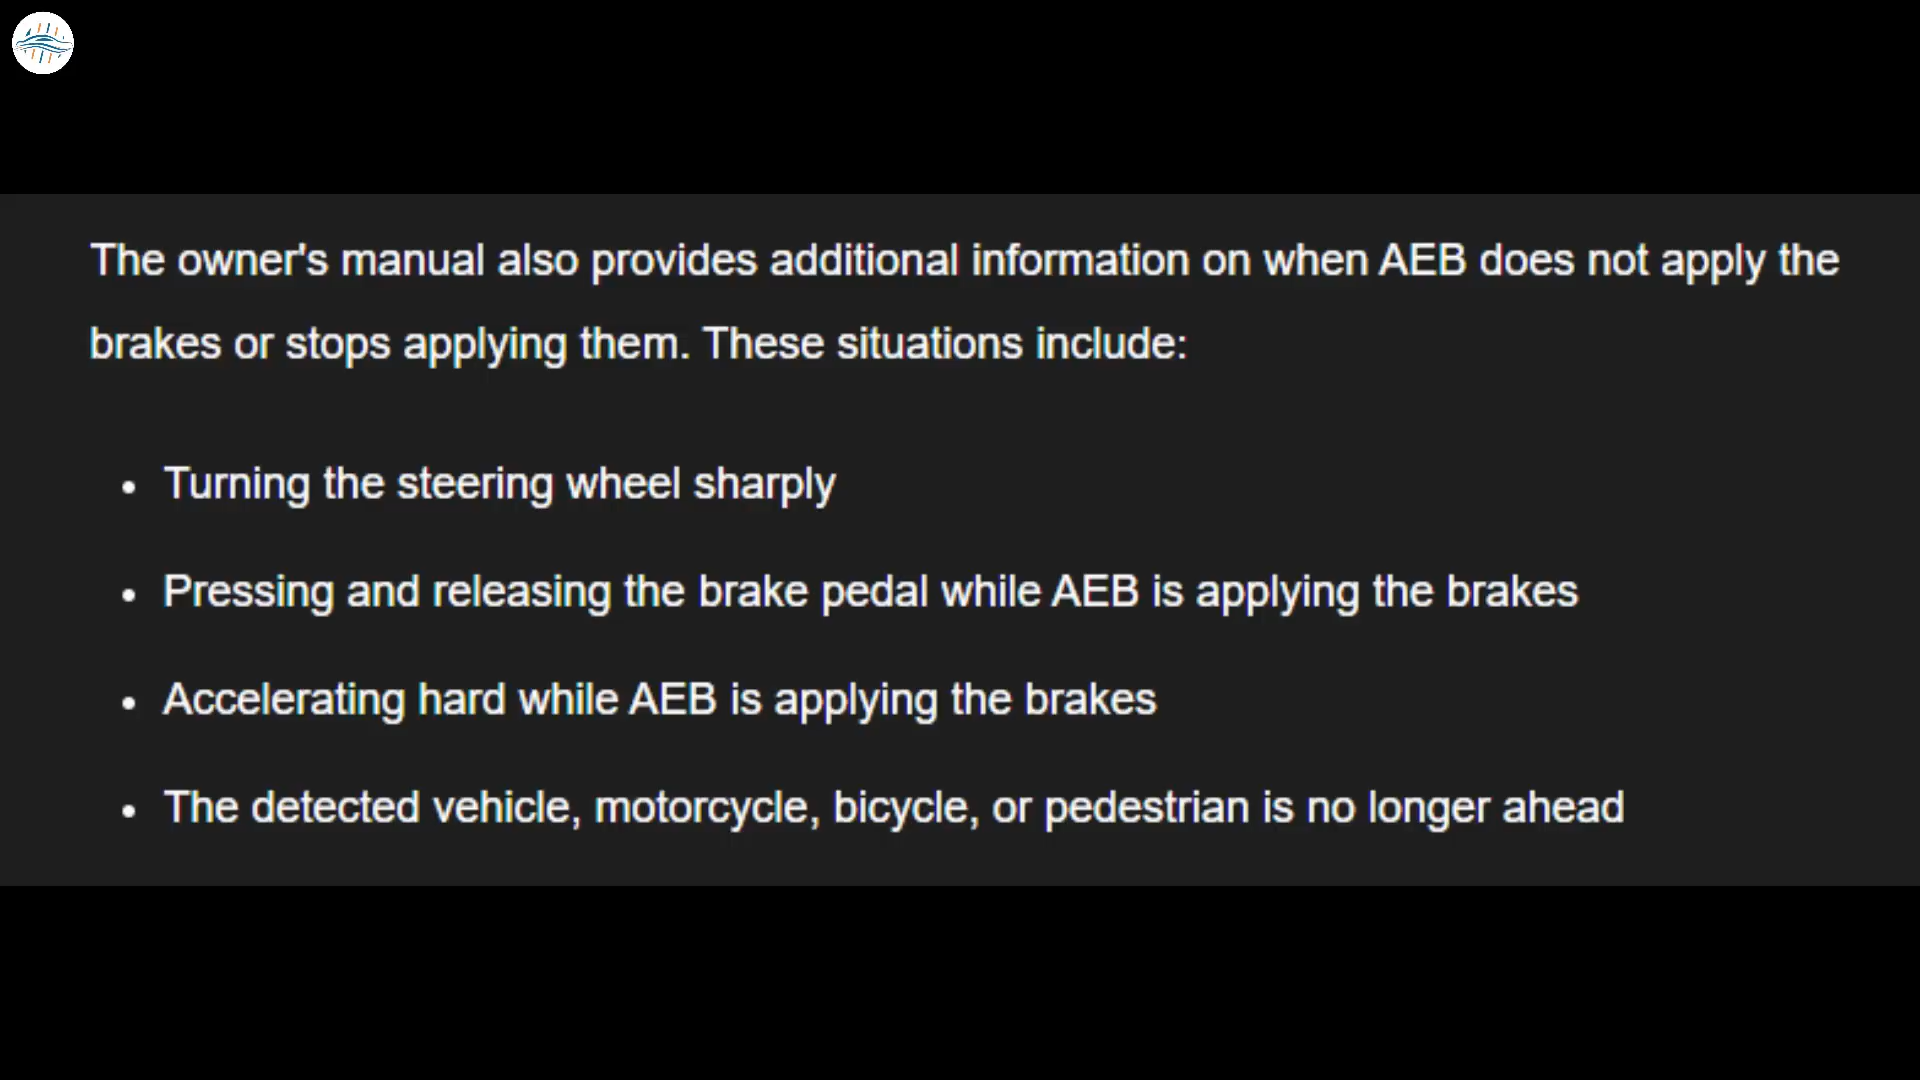 The owner's manual also provides additional information on when AEB does not apply the
brakes or stops applying them. These situations include:
• Turning the steering wheel sharply
• Pressing and releasing the brake pedal while AEB is applying the brakes
• Accelerating hard while AEB is applying the brakes
• The detected vehicle, motorcycle, bicycle, or pedestrian is no longer ahead